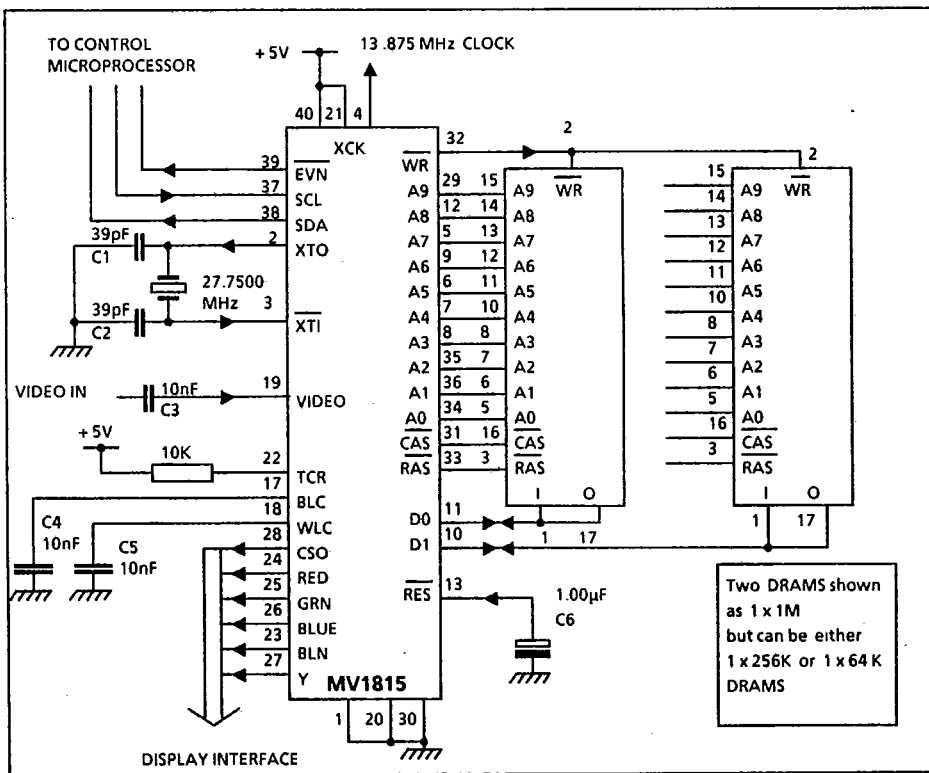 TO CONTROL
MICROPROCESSOR
+5V
13.875 MHz CLOCK
40 21 4
XCK
39 EVN
37 SCL
38 SDA
2 XTO
39pF
C1
27.7500
MHz
39pF
C2
3 XTI
VIDEO IN
10nF
C3
19 VIDEO
+5V
10K
22 TCR
17 BLC
18 WLC
C4
10nF
C5
10nF
28 CSO
24 RED
25 GRN
26 BLUE
23 BLN
27 Y
MV1815
1 20 30
DISPLAY INTERFACE
WR 32
A9 29 15 A9
A8 12 14 A8
A7 5 13 A7
A6 9 12 A6
A5 6 11 A5
A4 7 10 A4
A3 8 8 A3
A2 35 7 A2
A1 36 6 A1
A0 34 5 A0
CAS 31 16 CAS
RAS 33 3 RAS
2
WR
I O
D0 11
1 17
D1 10
RES 13
1.00µF
C6
2
WR
15 A9
14 A8
13 A7
12 A6
11 A5
10 A4
8 A3
7 A2
6 A1
5 A0
16 CAS
3 RAS
I O
1 17
Two DRAMS shown
as 1 x 1M
but can be either
1 x 256K or 1 x 64 K
DRAMS